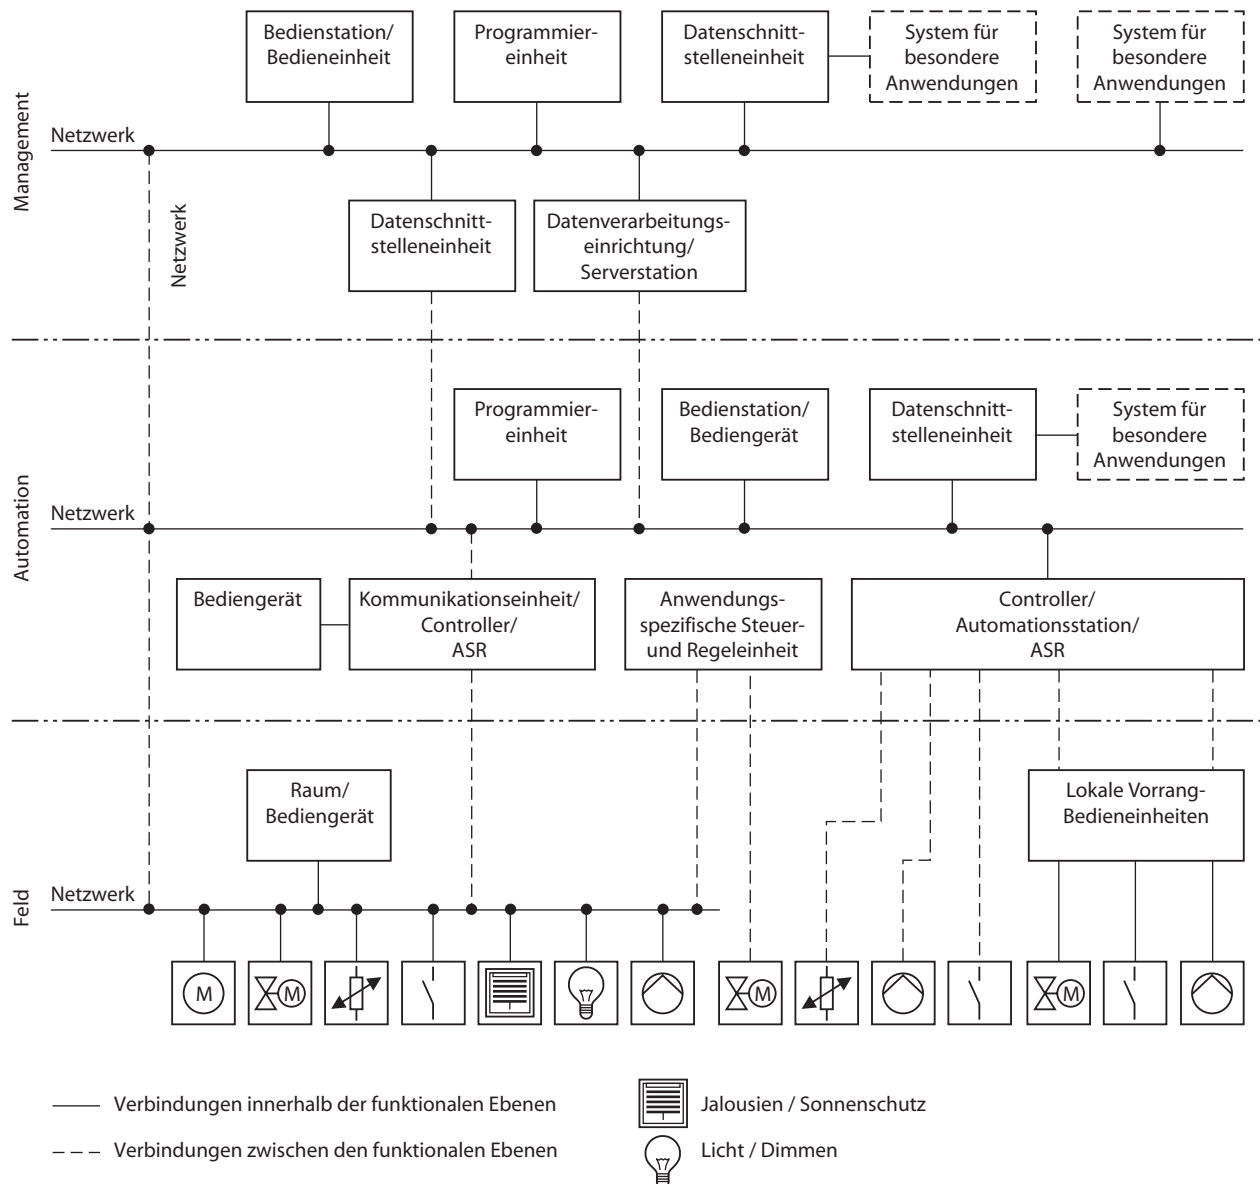 Bedienstation/
Bedieneinheit
Programmier-
einheit
Datenschnitt-
stelleneinheit
System für
besondere
Anwendungen
System für
besondere
Anwendungen
Management
Netzwerk
Netzwerk
Datenschnitt-
stelleneinheit
Datenverarbeitungs-
einrichtung/
Serverstation
Programmier-
einheit
Bedienstation/
Bediengerät
Datenschnitt-
stelleneinheit
System für
besondere
Anwendungen
Automation
Netzwerk
Bediengerät
Kommunikationseinheit/
Controller/
ASR
Anwendungs-
spezifische Steuer-
und Regeleinheit
Controller/
Automationsstation/
ASR
Raum/
Bediengerät
Lokale Vorrang-
Bedieneinheiten
Feld
Netzwerk
M
M
M
M
Verbindungen innerhalb der funktionalen Ebenen
Jalousien / Sonnenschutz
Verbindungen zwischen den funktionalen Ebenen
Licht / Dimmen